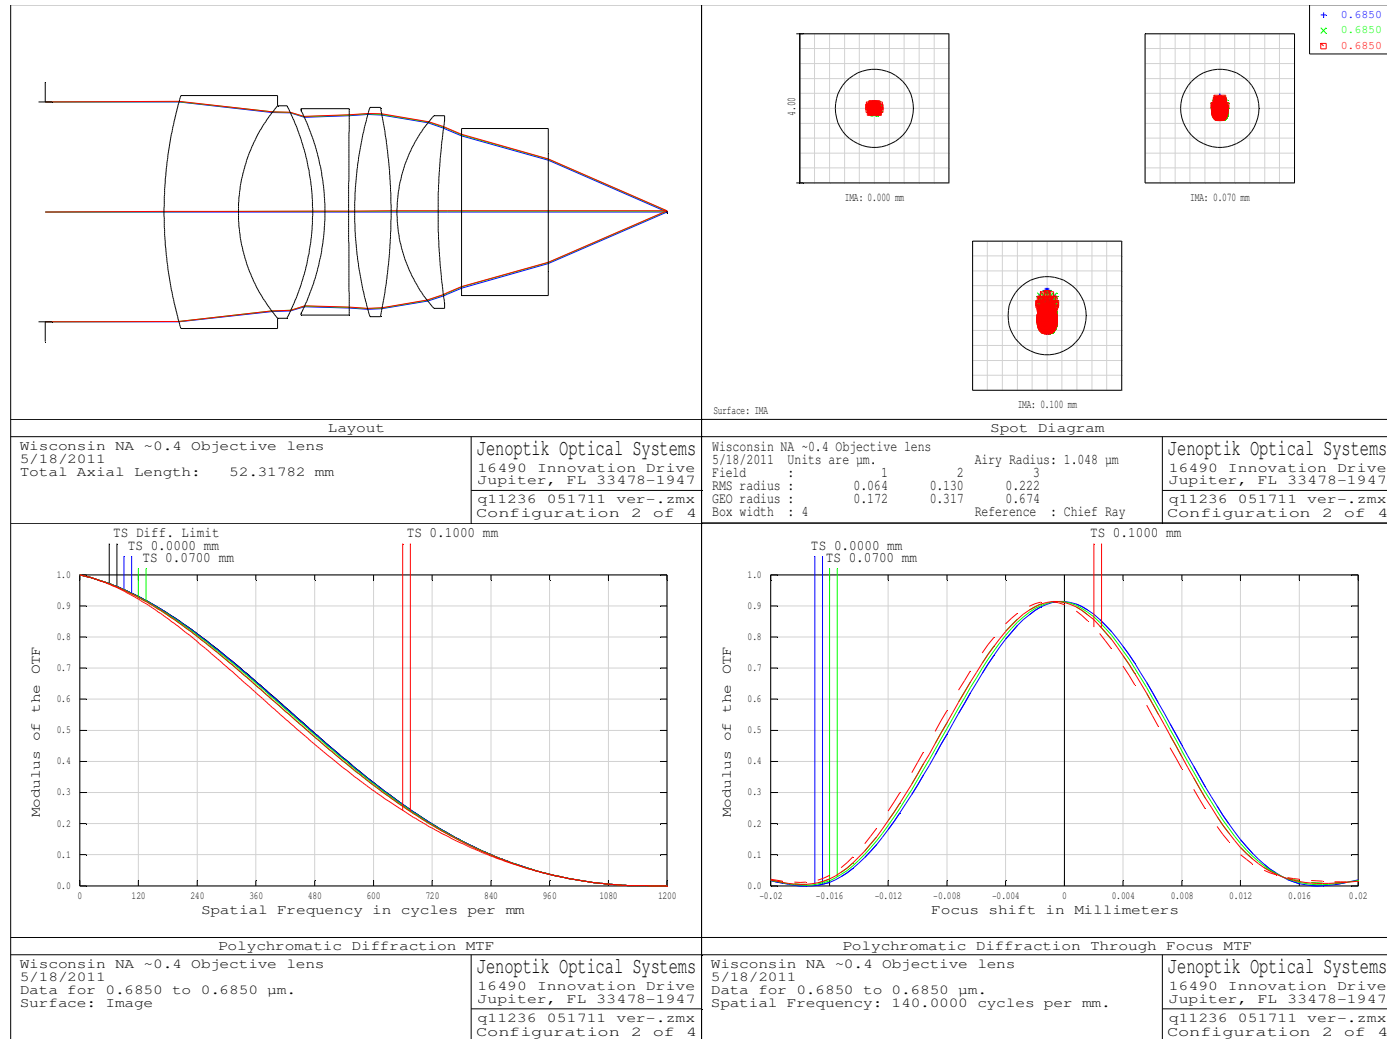 + 0.6850
× 0.6850
□ 0.6850
4.00
IMA: 0.000 mm
IMA: 0.070 mm
IMA: 0.100 mm
Surface: IMA
Layout
Wisconsin NA ~0.4 Objective lens
5/18/2011
Total Axial Length: 52.31782 mm
Jenoptik Optical Systems
16490 Innovation Drive
Jupiter, FL 33478-1947
q11236 051711 ver-.zmx
Configuration 2 of 4
Spot Diagram
Wisconsin NA ~0.4 Objective lens
5/18/2011 Units are µm. Airy Radius: 1.048 µm
Field : 1 2 3
RMS radius : 0.064 0.130 0.222
GEO radius : 0.172 0.317 0.674
Box width : 4 Reference : Chief Ray
Jenoptik Optical Systems
16490 Innovation Drive
Jupiter, FL 33478-1947
q11236 051711 ver-.zmx
Configuration 2 of 4
TS Diff. Limit
TS 0.0000 mm
TS 0.0700 mm
TS 0.1000 mm
1.0
0.9
0.8
0.7
0.6
0.5
0.4
0.3
0.2
0.1
0.0
Modulus of the OTF
0 120 240 360 480 600 720 840 960 1080 1200
Spatial Frequency in cycles per mm
Polychromatic Diffraction MTF
Wisconsin NA ~0.4 Objective lens
5/18/2011
Data for 0.6850 to 0.6850 µm.
Surface: Image
Jenoptik Optical Systems
16490 Innovation Drive
Jupiter, FL 33478-1947
q11236 051711 ver-.zmx
Configuration 2 of 4
TS 0.0000 mm
TS 0.0700 mm
TS 0.1000 mm
1.0
0.9
0.8
0.7
0.6
0.5
0.4
0.3
0.2
0.1
0.0
Modulus of the OTF
-0.02 -0.016 -0.012 -0.008 -0.004 0 0.004 0.008 0.012 0.016 0.02
Focus shift in Millimeters
Polychromatic Diffraction Through Focus MTF
Wisconsin NA ~0.4 Objective lens
5/18/2011
Data for 0.6850 to 0.6850 µm.
Spatial Frequency: 140.0000 cycles per mm.
Jenoptik Optical Systems
16490 Innovation Drive
Jupiter, FL 33478-1947
q11236 051711 ver-.zmx
Configuration 2 of 4